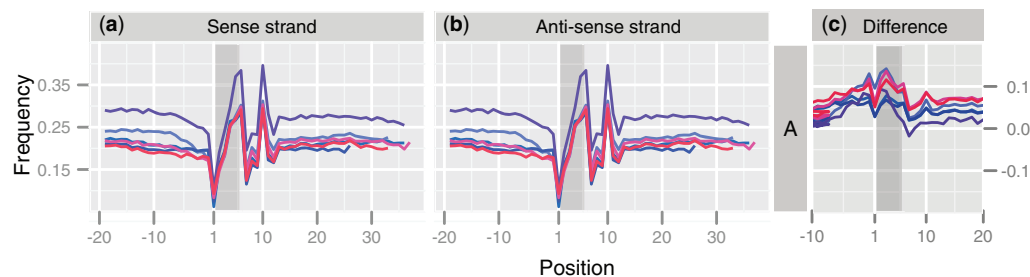 (a) Sense strand
(b) Anti-sense strand
(c) Difference
Frequency
0.35
0.25
0.15
A
0.1
0.0
-0.1
-20 -10 1 10 20 30
-20 -10 1 10 20 30
-10 1 10 20
Position